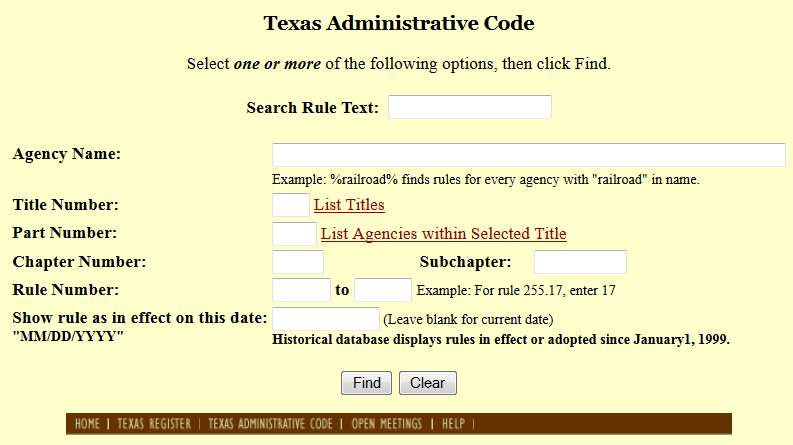 Texas Administrative Code
Select one or more of the following options, then click Find.
Search Rule Text:
Agency Name:
Example: %railroad% finds rules for every agency with "railroad" in name.
Title Number: List Titles
Part Number: List Agencies within Selected Title
Chapter Number: Subchapter:
Rule Number: to Example: For rule 255.17, enter 17
Show rule as in effect on this date: (Leave blank for current date)
"MM/DD/YYYY" Historical database displays rules in effect or adopted since January1, 1999.
Find Clear
HOME | TEXAS REGISTER | TEXAS ADMINISTRATIVE CODE | OPEN MEETINGS | HELP |